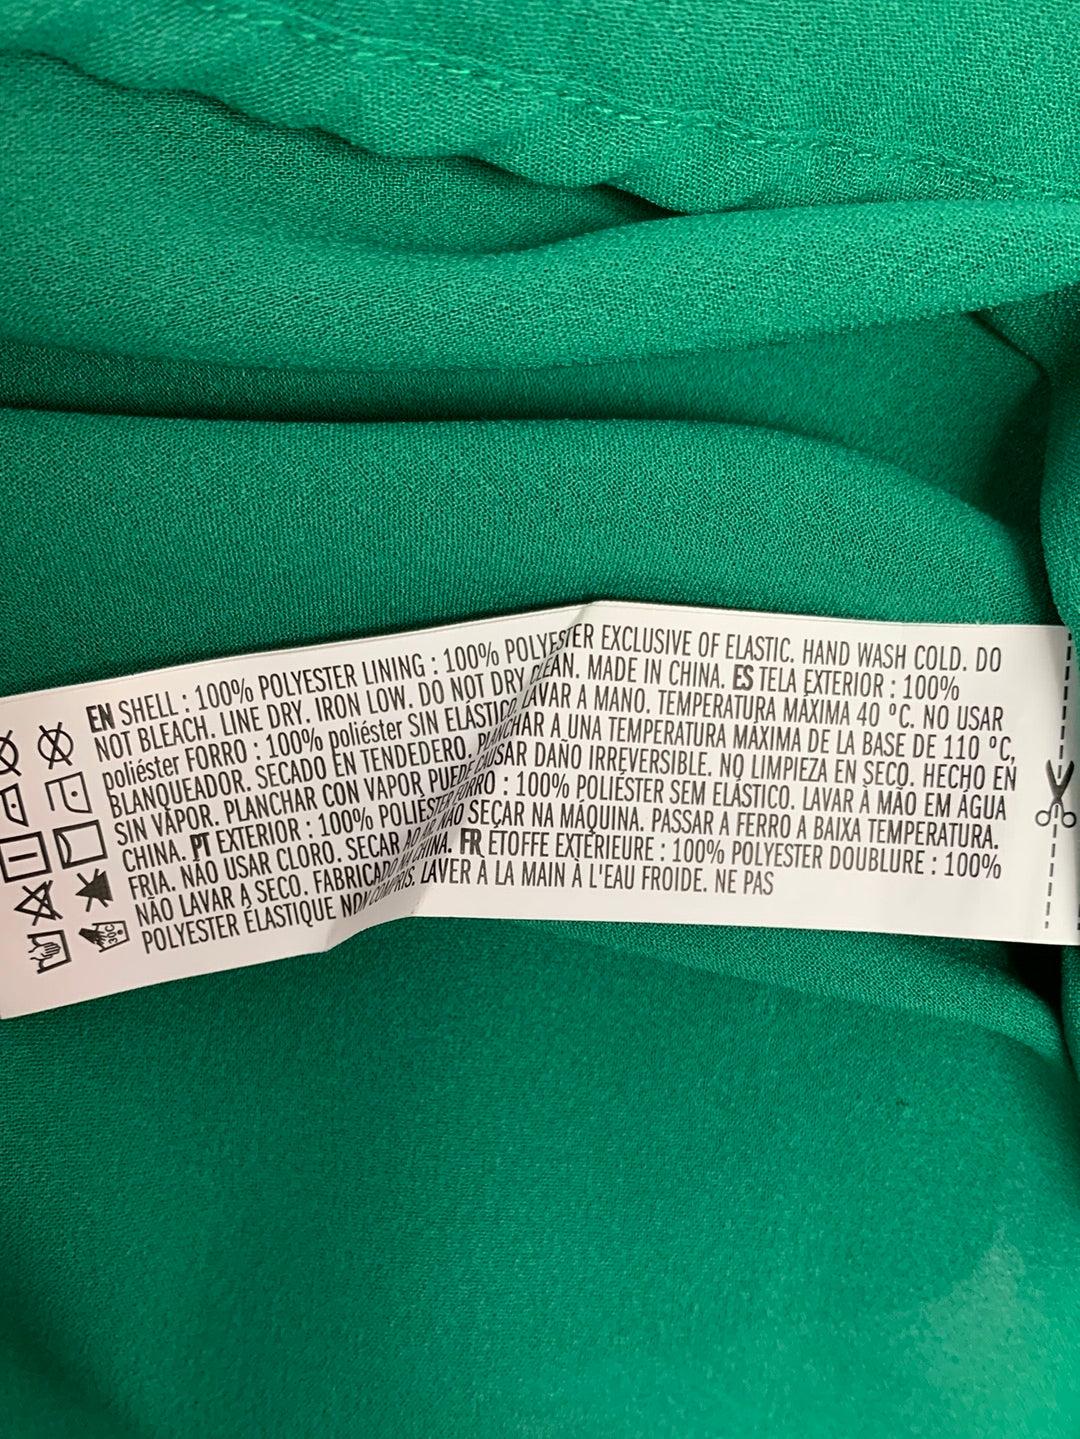 EN SHELL : 100% POLYESTER LINING : 100% POLYESTER EXCLUSIVE OF ELASTIC. HAND WASH COLD. DO
NOT BLEACH. LINE DRY. IRON LOW. DO NOT DRY CLEAN. MADE IN CHINA. ES TELA EXTERIOR : 100%
poliéster FORRO : 100% poliéster SIN ELÁSTICO LAVAR A MANO. TEMPERATURA MÁXIMA 40 ºC. NO USAR
BLANQUEADOR. SECADO EN TENDEDERO. PLANCHAR A UNA TEMPERATURA MÁXIMA DE LA BASE DE 110 ºC,
SIN VAPOR. PLANCHAR CON VAPOR PUEDE CAUSAR DAÑO IRREVERSIBLE. NO LIMPIEZA EN SECO. HECHO EN
CHINA. PT EXTERIOR : 100% POLIÉSTER FORRO : 100% POLIÉSTER SEM ELÁSTICO. LAVAR À MÃO EM ÁGUA
FRIA. NÃO USAR CLORO. SECAR AO AR. NÃO SEÇAR NA MÁQUINA. PASSAR A FERRO A BAIXA TEMPERATURA.
NÃO LAVAR A SECO. FABRICADO NA CHINA. FR ETOFFE EXTÉRIEURE : 100% POLYESTER DOUBLURE : 100%
POLYESTER ÉLASTIQUE NON COMPRIS. LAVER À LA MAIN À L'EAU FROIDE. NE PAS
30C